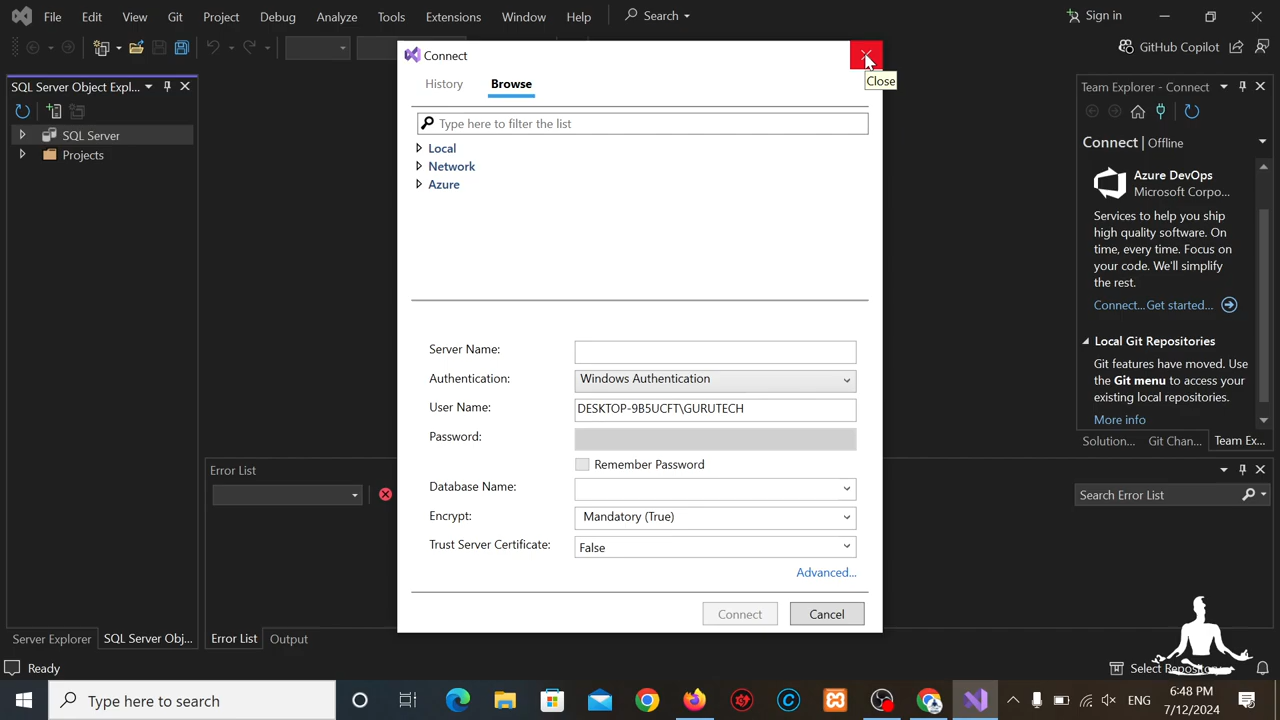 File Edit View Git Project Debug Analyze Tools Extensions Window Help Search Sign in
GitHub Copilot
Connect
Close
History Browse
Type here to filter the list
Local
Network
Azure
Server Name:
Authentication: Windows Authentication
User Name: DESKTOP-9B5UCFT\GURUTECH
Password:
Remember Password
Database Name:
Encrypt: Mandatory (True)
Trust Server Certificate: False
Advanced...
Connect Cancel
SQL Server Object Expl...
SQL Server
Projects
Team Explorer - Connect
Connect | Offline
Azure DevOps
Microsoft Corpo...
Services to help you ship
high quality software. On
time, every time. Focus on
your code. We'll simplify
the rest.
Connect... Get started...
Local Git Repositories
Git features have moved. Use
the Git menu to access your
existing local repositories.
More info
Solution... Git Chan... Team Ex...
Error List
Search Error List
Server Explorer SQL Server Obj... Error List Output
Ready
Type here to search
ENG
6:48 PM
7/12/2024